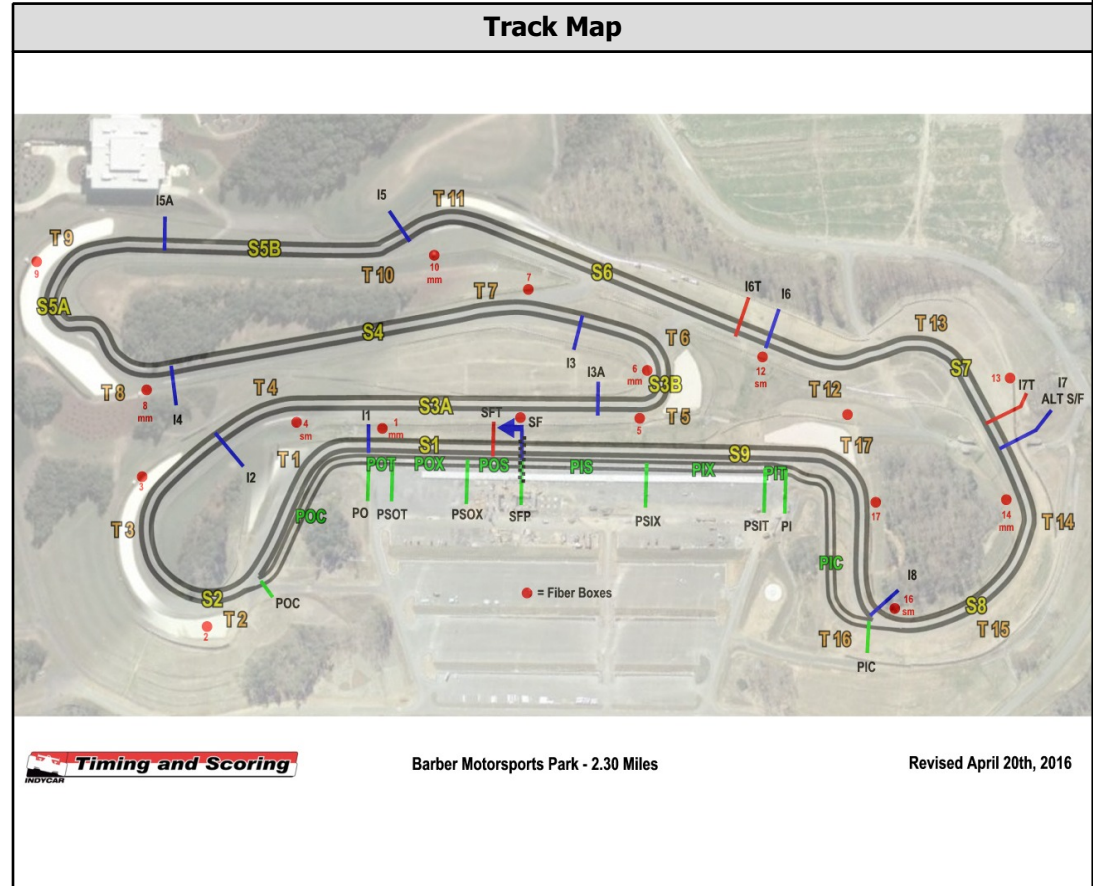 Track Map
I5A
I5
T 11
T 9
S5B
9
T 10
10
mm
7
S6
T 7
I6T
I6
T 13
S5A
S4
T 6
I3
12
sm
S7
T 8
8
mm
T 4
I3A
6
mm
S3B
T 12
13
I7T
I7
ALT S/F
I4
S3A
I1
SFT
SF
T 5
5
4
sm
1
mm
T 17
T 1
S1
S9
I2
POT
POX
POS
PIS
PIX
PIT
3
PO
PSOT
PSOX
SFP
PSIX
PSIT
PI
17
14
mm
T 3
POC
T 14
PIC
I8
= Fiber Boxes
S2
POC
16
sm
S8
T 2
2
T 16
T 15
PIC
INDYCAR
Timing and Scoring
Barber Motorsports Park - 2.30 Miles
Revised April 20th, 2016